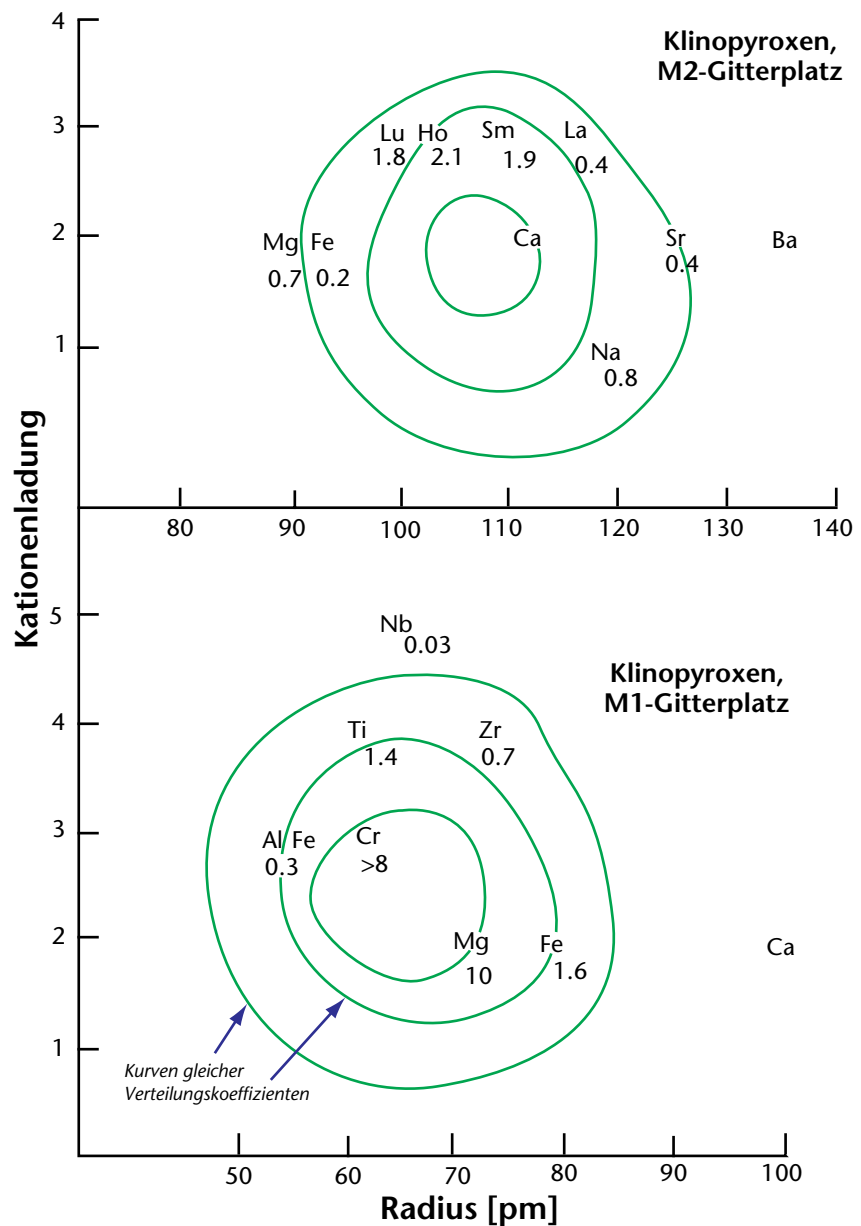 4
Klinopyroxen,
M2-Gitterplatz
3
Lu Ho Sm La
1.8 2.1 1.9 0.4
2
Mg Fe Ca Sr Ba
0.7 0.2 0.4
1
Na
0.8
80 90 100 110 120 130 140
Kationenladung
5
Nb
0.03
Klinopyroxen,
M1-Gitterplatz
4
Ti Zr
1.4 0.7
3
Al Fe Cr
0.3 >8
2
Mg Fe Ca
10 1.6
1
Kurven gleicher
Verteilungskoeffizienten
50 60 70 80 90 100
Radius [pm]